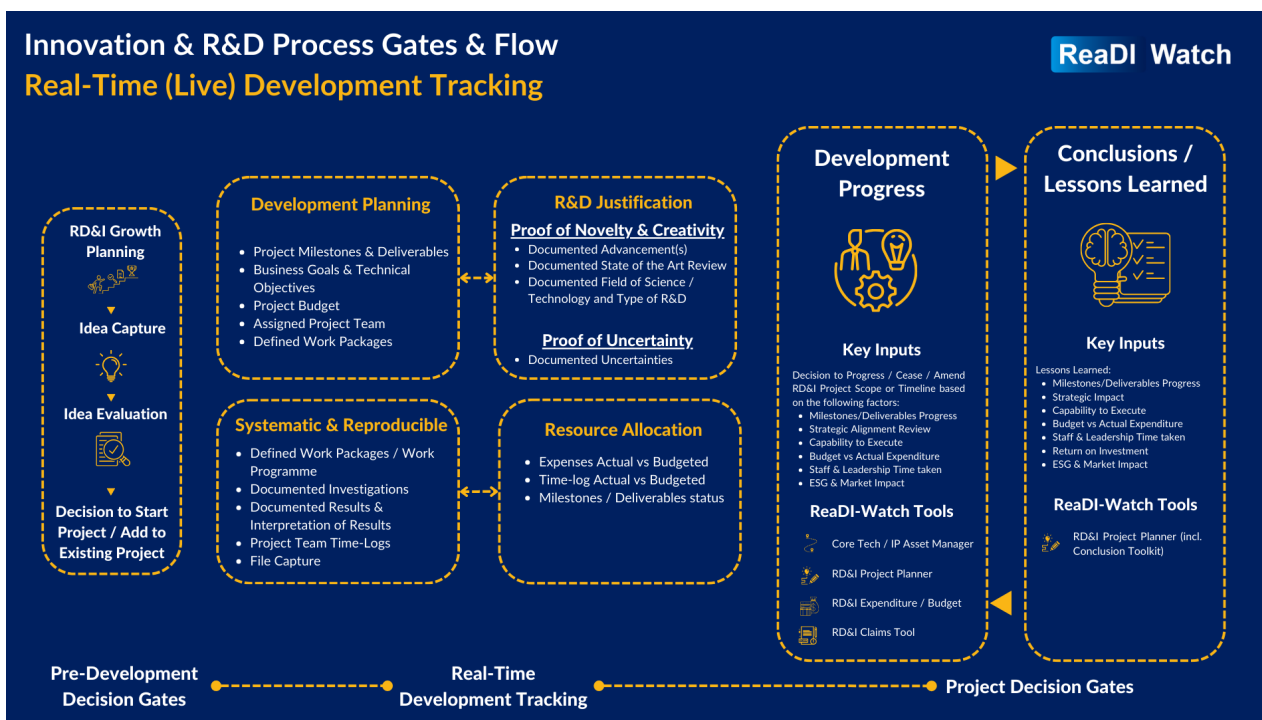 Innovation & R&D Process Gates & Flow
Real-Time (Live) Development Tracking
ReaDI Watch
RD&I Growth
Planning
Idea Capture
Idea Evaluation
Decision to Start
Project / Add to
Existing Project
Development Planning
• Project Milestones & Deliverables
• Business Goals & Technical
Objectives
• Project Budget
• Assigned Project Team
• Defined Work Packages
R&D Justification
Proof of Novelty & Creativity
• Documented Advancement(s)
• Documented State of the Art Review
• Documented Field of Science /
Technology and Type of R&D
Proof of Uncertainty
• Documented Uncertainties
Systematic & Reproducible
• Defined Work Packages / Work
Programme
• Documented Investigations
• Documented Results &
Interpretation of Results
• Project Team Time-Logs
• File Capture
Resource Allocation
• Expenses Actual vs Budgeted
• Time-log Actual vs Budgeted
• Milestones / Deliverables status
Development
Progress
Key Inputs
Decision to Progress / Cease / Amend
RD&I Project Scope or Timeline based
on the following factors:
• Milestones/Deliverables Progress
• Strategic Alignment Review
• Capability to Execute
• Budget vs Actual Expenditure
• Staff & Leadership Time taken
• ESG & Market Impact
ReaDI-Watch Tools
Core Tech / IP Asset Manager
RD&I Project Planner
RD&I Expenditure / Budget
RD&I Claims Tool
Conclusions /
Lessons Learned
Key Inputs
Lessons Learned:
• Milestones/Deliverables Progress
• Strategic Impact
• Capability to Execute
• Budget vs Actual Expenditure
• Staff & Leadership Time taken
• Return on Investment
• ESG & Market Impact
ReaDI-Watch Tools
RD&I Project Planner (incl.
Conclusion Toolkit)
Pre-Development
Decision Gates
Real-Time
Development Tracking
Project Decision Gates